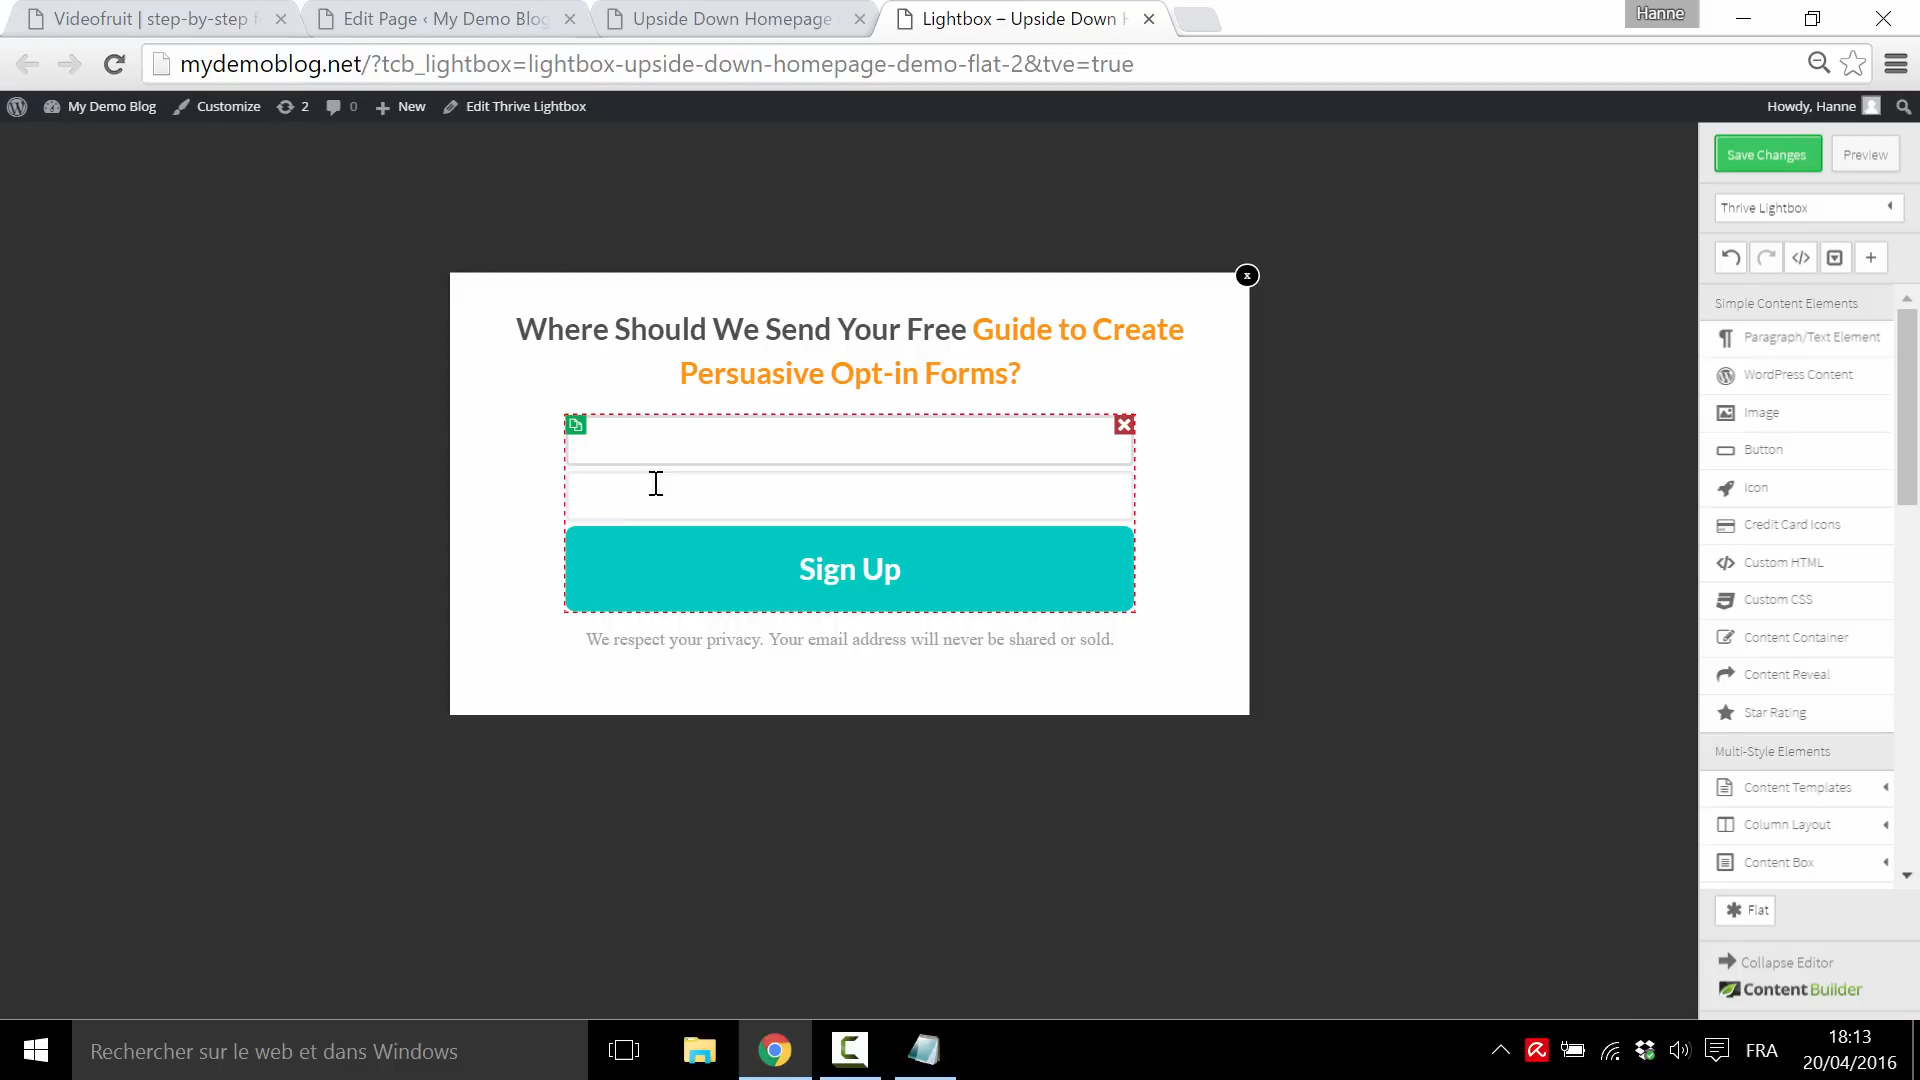 Videofruit | step-by-step f
Edit Page ‹ My Demo Blog
Upside Down Homepage
Lightbox – Upside Down H
Hanne
mydemoblog.net/?tcb_lightbox=lightbox-upside-down-homepage-demo-flat-2&tve=true
My Demo Blog
Customize
2
0
New
Edit Thrive Lightbox
Howdy, Hanne
Save Changes
Preview
Thrive Lightbox
Simple Content Elements
Paragraph/Text Element
WordPress Content
Image
Button
Icon
Credit Card Icons
Custom HTML
Custom CSS
Content Container
Content Reveal
Star Rating
Multi-Style Elements
Content Templates
Column Layout
Content Box
Flat
Collapse Editor
Content Builder
x
Where Should We Send Your Free Guide to Create
Persuasive Opt-in Forms?
Sign Up
We respect your privacy. Your email address will never be shared or sold.
Rechercher sur le web et dans Windows
FRA
18:13
20/04/2016